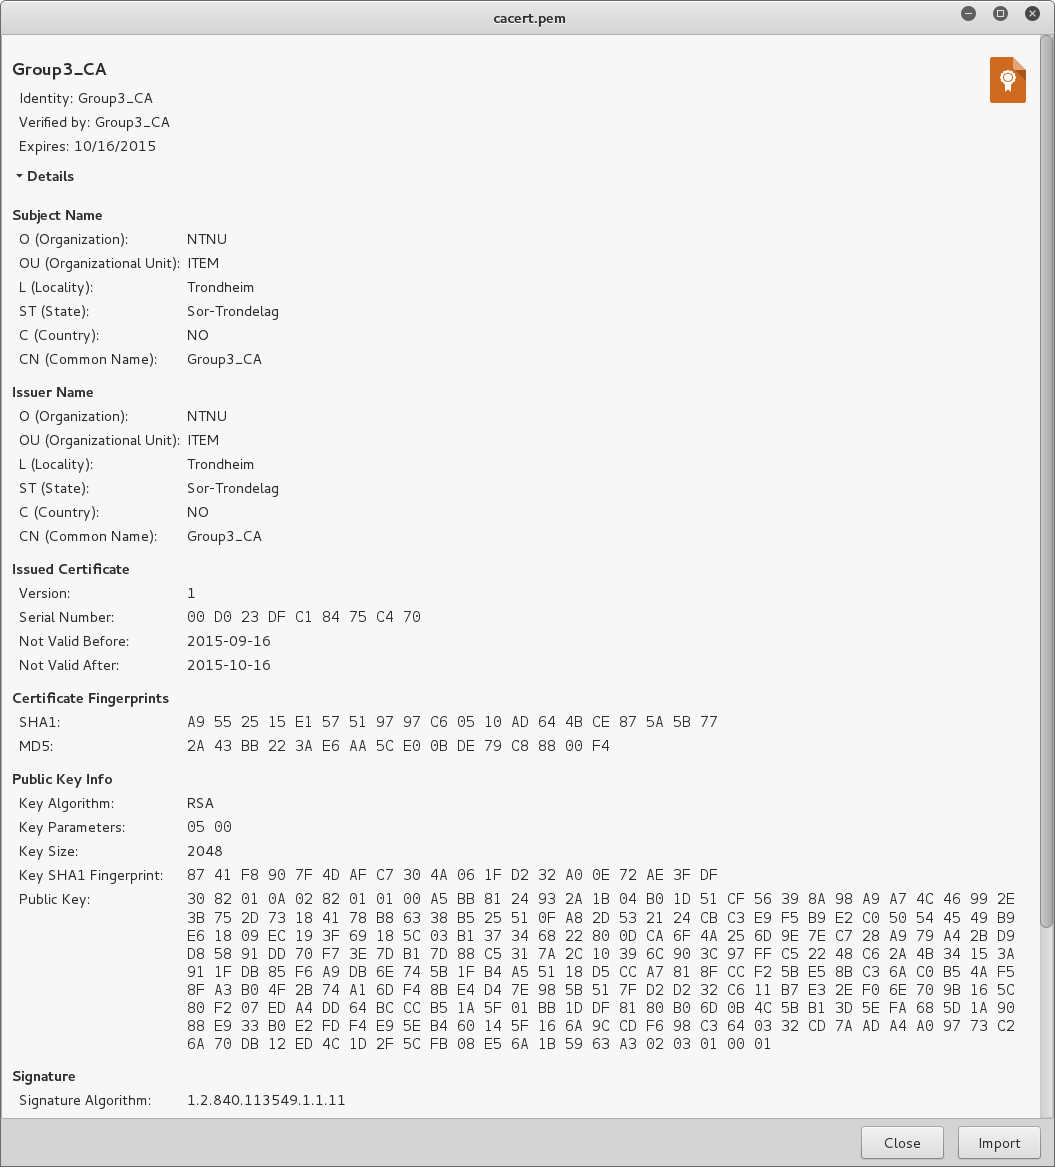 cacert.pem
Group3_CA
Identity: Group3_CA
Verified by: Group3_CA
Expires: 10/16/2015
Details
Subject Name
O (Organization): NTNU
OU (Organizational Unit): ITEM
L (Locality): Trondheim
ST (State): Sor-Trondelag
C (Country): NO
CN (Common Name): Group3_CA
Issuer Name
O (Organization): NTNU
OU (Organizational Unit): ITEM
L (Locality): Trondheim
ST (State): Sor-Trondelag
C (Country): NO
CN (Common Name): Group3_CA
Issued Certificate
Version: 1
Serial Number: 00 D0 23 DF C1 84 75 C4 70
Not Valid Before: 2015-09-16
Not Valid After: 2015-10-16
Certificate Fingerprints
SHA1: A9 55 25 15 E1 57 51 97 97 C6 05 10 AD 64 4B CE 87 5A 5B 77
MD5: 2A 43 BB 22 3A E6 AA 5C E0 0B DE 79 C8 88 00 F4
Public Key Info
Key Algorithm: RSA
Key Parameters: 05 00
Key Size: 2048
Key SHA1 Fingerprint: 87 41 F8 90 7F 4D AF C7 30 4A 06 1F D2 32 A0 0E 72 AE 3F DF
Public Key: 30 82 01 0A 02 82 01 01 00 A5 BB 81 24 93 2A 1B 04 B0 1D 51 CF 56 39 8A 98 A9 A7 4C 46 99 2E
3B 75 2D 73 18 41 78 B8 63 38 B5 25 51 0F A8 2D 53 21 24 CB C3 E9 F5 B9 E2 C0 50 54 45 49 B9
E6 18 09 EC 19 3F 69 18 5C 03 B1 37 34 68 22 80 0D CA 6F 4A 25 6D 9E 7E C7 28 A9 79 A4 2B D9
D8 58 91 DD 70 F7 3E 7D B1 7D 88 C5 31 7A 2C 10 39 6C 90 3C 97 FF C5 22 48 C6 2A 4B 34 15 3A
91 1F DB 85 F6 A9 DB 6E 74 5B 1F B4 A5 51 18 D5 CC A7 81 8F CC F2 5B E5 8B C3 6A C0 B5 4A F5
8F A3 B0 4F 2B 74 A1 6D F4 8B E4 D4 7E 98 5B 51 7F D2 D2 32 C6 11 B7 E3 2E F0 6E 70 9B 16 5C
80 F2 07 ED A4 DD 64 BC CC B5 1A 5F 01 BB 1D DF 81 80 B0 6D 0B 4C 5B B1 3D 5E FA 68 5D 1A 90
88 E9 33 B0 E2 FD F4 E9 5E B4 60 14 5F 16 6A 9C CD F6 98 C3 64 03 32 CD 7A AD A4 A0 97 73 C2
6A 70 DB 12 ED 4C 1D 2F 5C FB 08 E5 6A 1B 59 63 A3 02 03 01 00 01
Signature
Signature Algorithm: 1.2.840.113549.1.1.11
Close Import